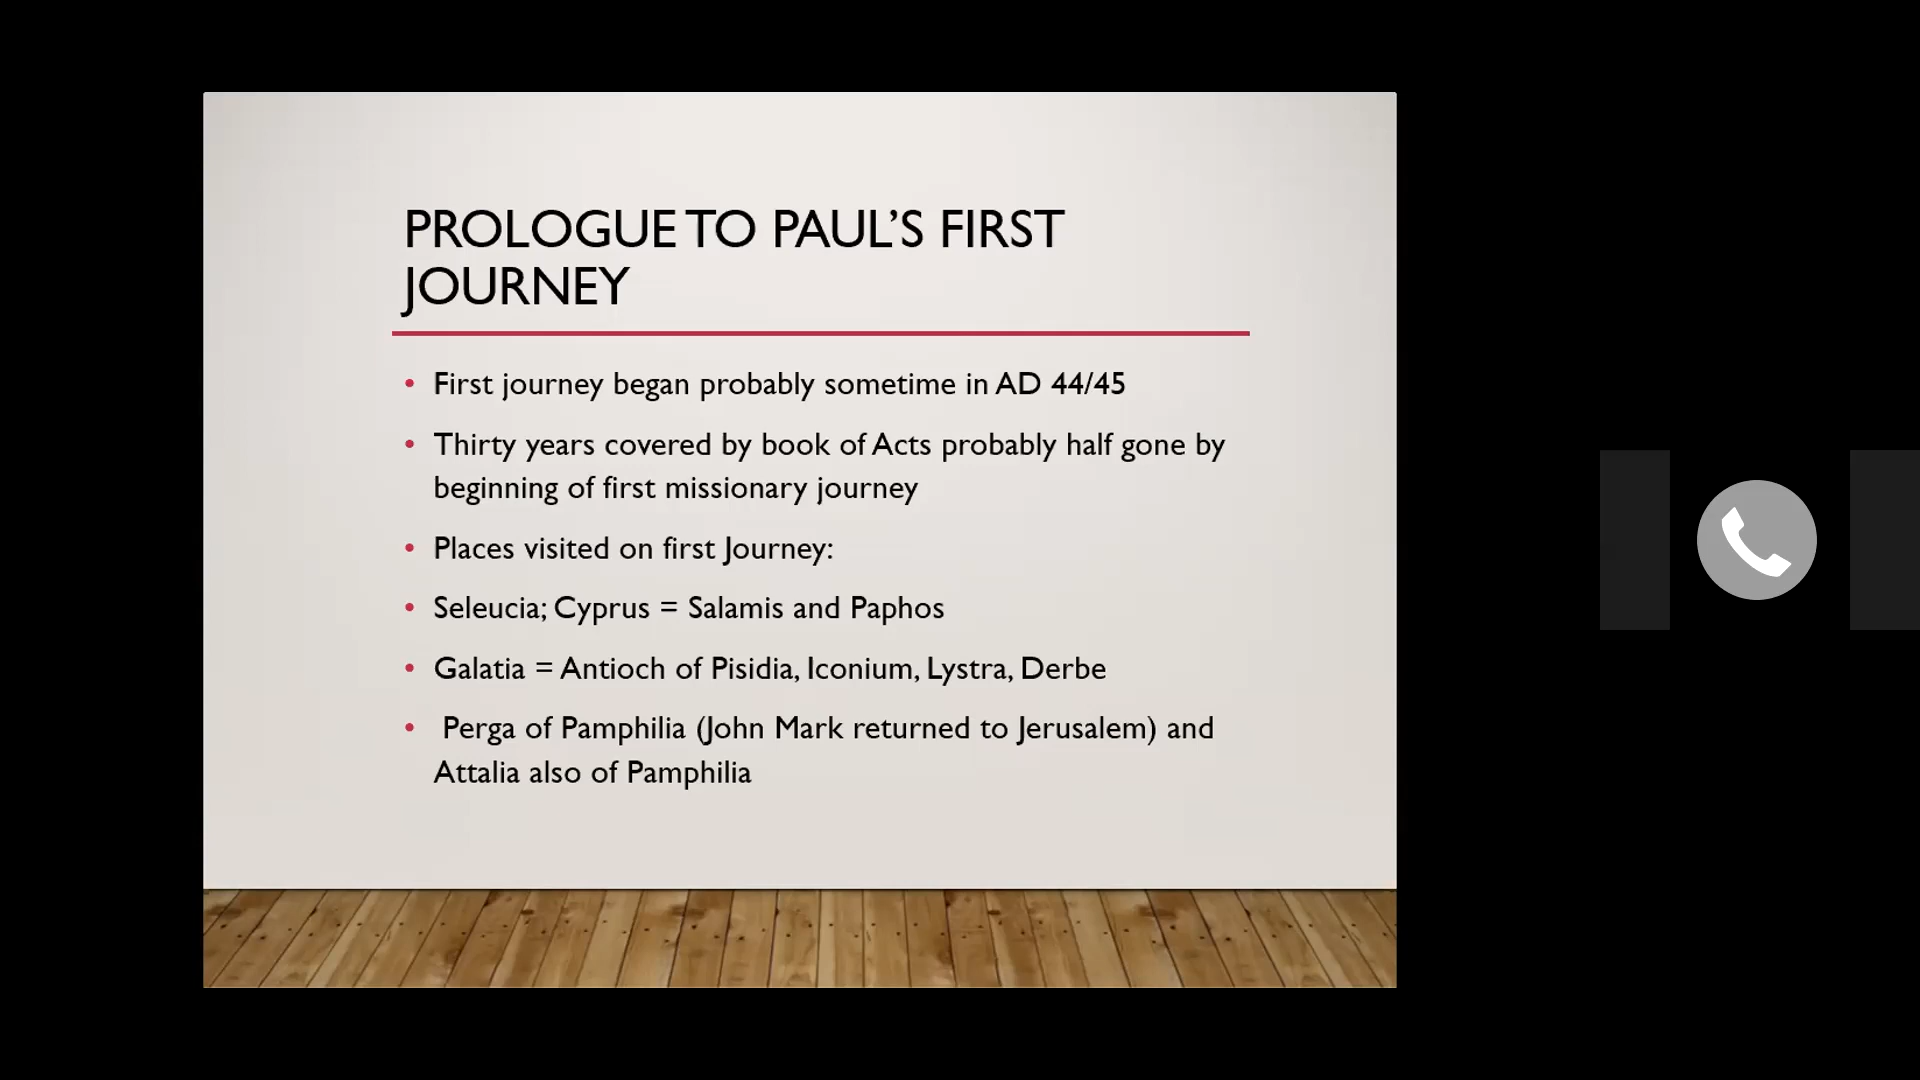 PROLOGUE TO PAUL’S FIRST
JOURNEY
• First journey began probably sometime in AD 44/45
• Thirty years covered by book of Acts probably half gone by
beginning of first missionary journey
• Places visited on first Journey:
• Seleucia; Cyprus = Salamis and Paphos
• Galatia = Antioch of Pisidia, Iconium, Lystra, Derbe
• Perga of Pamphilia (John Mark returned to Jerusalem) and
Attalia also of Pamphilia